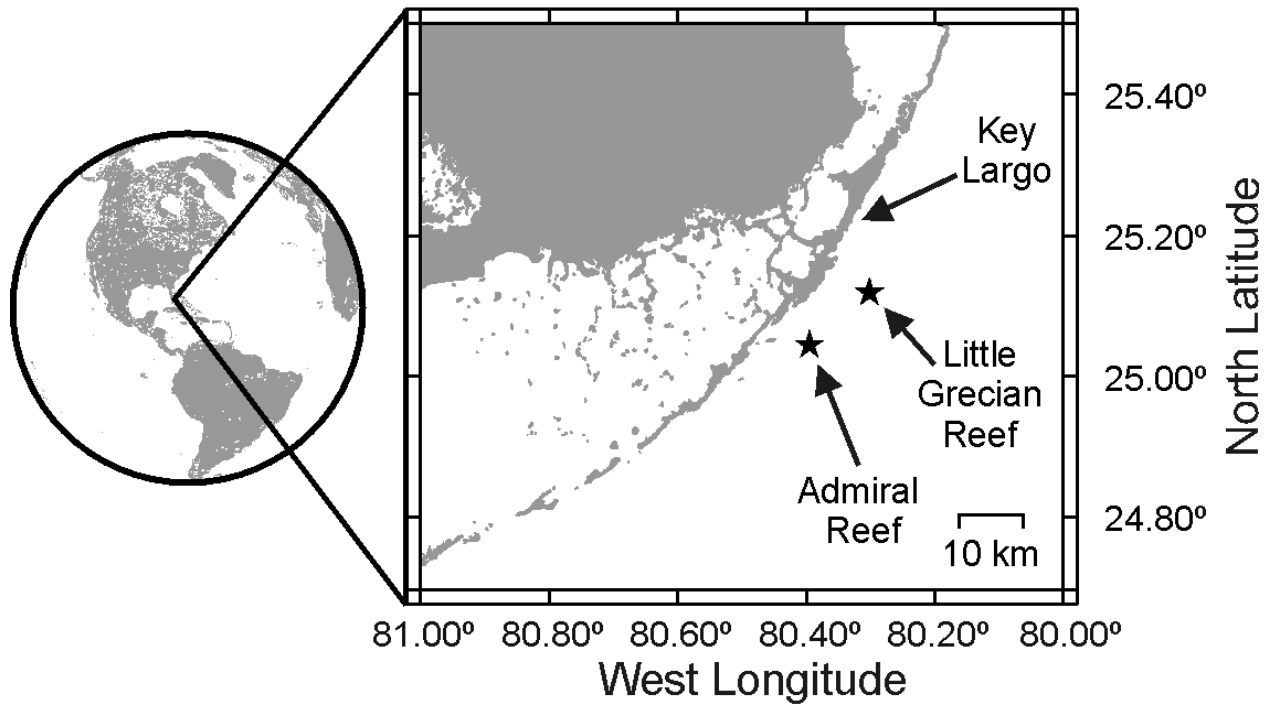 25.40º
Key
Largo
25.20º
Little
Grecian
Reef
25.00º
Admiral
Reef
24.80º
10 km
North Latitude
81.00º 80.80º 80.60º 80.40º 80.20º 80.00º
West Longitude